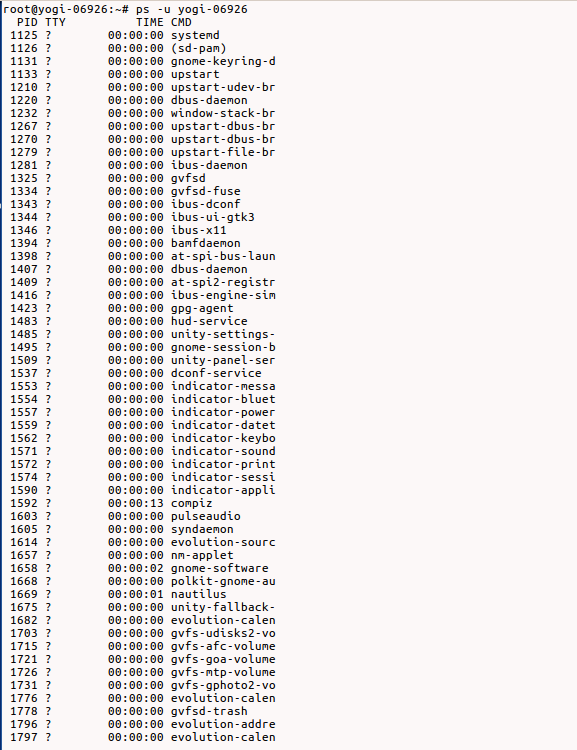 root@yogi-06926:~# ps -u yogi-06926
  PID TTY          TIME CMD
 1125 ?        00:00:00 systemd
 1126 ?        00:00:00 (sd-pam)
 1131 ?        00:00:00 gnome-keyring-d
 1133 ?        00:00:00 upstart
 1210 ?        00:00:00 upstart-udev-br
 1220 ?        00:00:00 dbus-daemon
 1232 ?        00:00:00 window-stack-br
 1267 ?        00:00:00 upstart-dbus-br
 1270 ?        00:00:00 upstart-dbus-br
 1279 ?        00:00:00 upstart-file-br
 1281 ?        00:00:00 ibus-daemon
 1325 ?        00:00:00 gvfsd
 1334 ?        00:00:00 gvfsd-fuse
 1343 ?        00:00:00 ibus-dconf
 1344 ?        00:00:00 ibus-ui-gtk3
 1346 ?        00:00:00 ibus-x11
 1394 ?        00:00:00 bamfdaemon
 1398 ?        00:00:00 at-spi-bus-laun
 1407 ?        00:00:00 dbus-daemon
 1409 ?        00:00:00 at-spi2-registr
 1416 ?        00:00:00 ibus-engine-sim
 1423 ?        00:00:00 gpg-agent
 1483 ?        00:00:00 hud-service
 1485 ?        00:00:00 unity-settings-
 1495 ?        00:00:00 gnome-session-b
 1509 ?        00:00:00 unity-panel-ser
 1537 ?        00:00:00 dconf-service
 1553 ?        00:00:00 indicator-messa
 1554 ?        00:00:00 indicator-bluet
 1557 ?        00:00:00 indicator-power
 1559 ?        00:00:00 indicator-datet
 1562 ?        00:00:00 indicator-keybo
 1571 ?        00:00:00 indicator-sound
 1572 ?        00:00:00 indicator-print
 1574 ?        00:00:00 indicator-sessi
 1590 ?        00:00:00 indicator-appli
 1592 ?        00:00:13 compiz
 1603 ?        00:00:00 pulseaudio
 1605 ?        00:00:00 syndaemon
 1614 ?        00:00:00 evolution-sourc
 1657 ?        00:00:00 nm-applet
 1658 ?        00:00:02 gnome-software
 1668 ?        00:00:00 polkit-gnome-au
 1669 ?        00:00:01 nautilus
 1675 ?        00:00:00 unity-fallback-
 1682 ?        00:00:00 evolution-calen
 1703 ?        00:00:00 gvfs-udisks2-vo
 1715 ?        00:00:00 gvfs-afc-volume
 1721 ?        00:00:00 gvfs-goa-volume
 1726 ?        00:00:00 gvfs-mtp-volume
 1731 ?        00:00:00 gvfs-gphoto2-vo
 1776 ?        00:00:00 evolution-calen
 1778 ?        00:00:00 gvfsd-trash
 1796 ?        00:00:00 evolution-addre
 1797 ?        00:00:00 evolution-calen